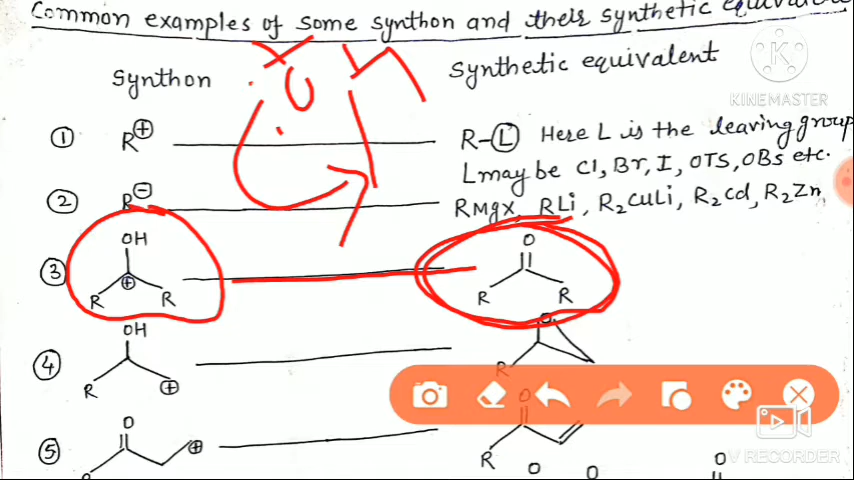 Common examples of some synthon and their synthetic
Synthon
Synthetic equivalent
KINEMASTER
① R⊕ R-L Here L is the leaving group
L may be Cl, Br, I, OTS, OBS etc.
② R⊖ RMgx, RLi, R₂CuLi, R₂Cd, R₂Zn
③ OH ⊕ R R O R R
④ OH R ⊕ O R
⑤ O ⊕ O R
V RECORDER
O O O